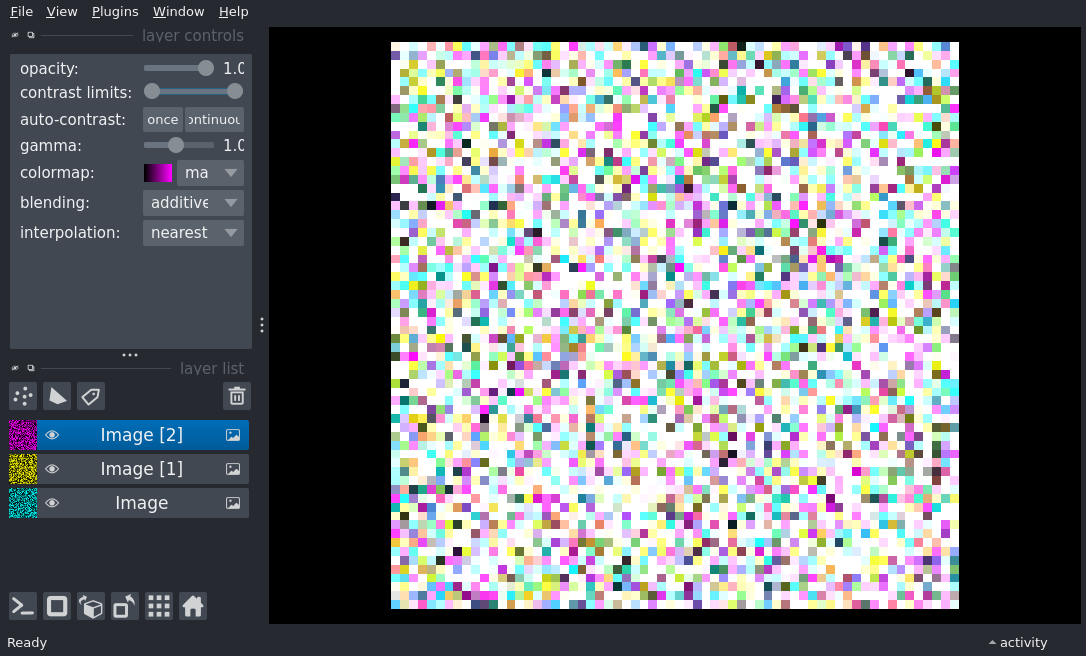 File View Plugins Window Help
layer controls
opacity: 1.0
contrast limits:
auto-contrast: once ontinuou
gamma: 1.0
colormap: ma
blending: additive
interpolation: nearest
layer list
Image [2]
Image [1]
Image
Ready activity